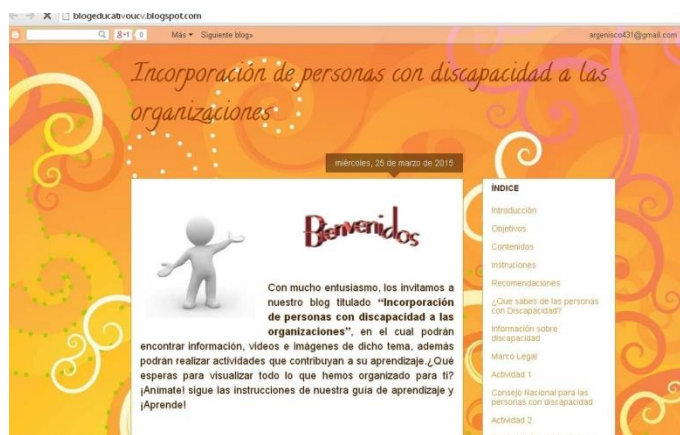 blogeducativoucv.blogspot.com
8+1 0 Más Siguiente blog» argenisco431@gmail.com
Incorporación de personas con discapacidad a las
organizaciones
miércoles, 25 de marzo de 2015
Bienvenidos
Con mucho entusiasmo, los invitamos a
nuestro blog titulado “Incorporación
de personas con discapacidad a las
organizaciones”, en el cual podrán
encontrar información, videos e imágenes de dicho tema, además
podrán realizar actividades que contribuyan a su aprendizaje.¿Qué
esperas para visualizar todo lo que hemos organizado para ti?
¡Animate! sigue las instrucciones de nuestra guía de aprendizaje y
¡Aprende!
ÍNDICE
Introducción
Objetivos
Contenidos
Instruciones
Recomendaciones
¿Que sabes de las personas
con Discapacidad?
Información sobre
discapacidad
Marco Legal
Actividad 1
Consejo Nacional para las
personas con discapacidad
Actividad 2